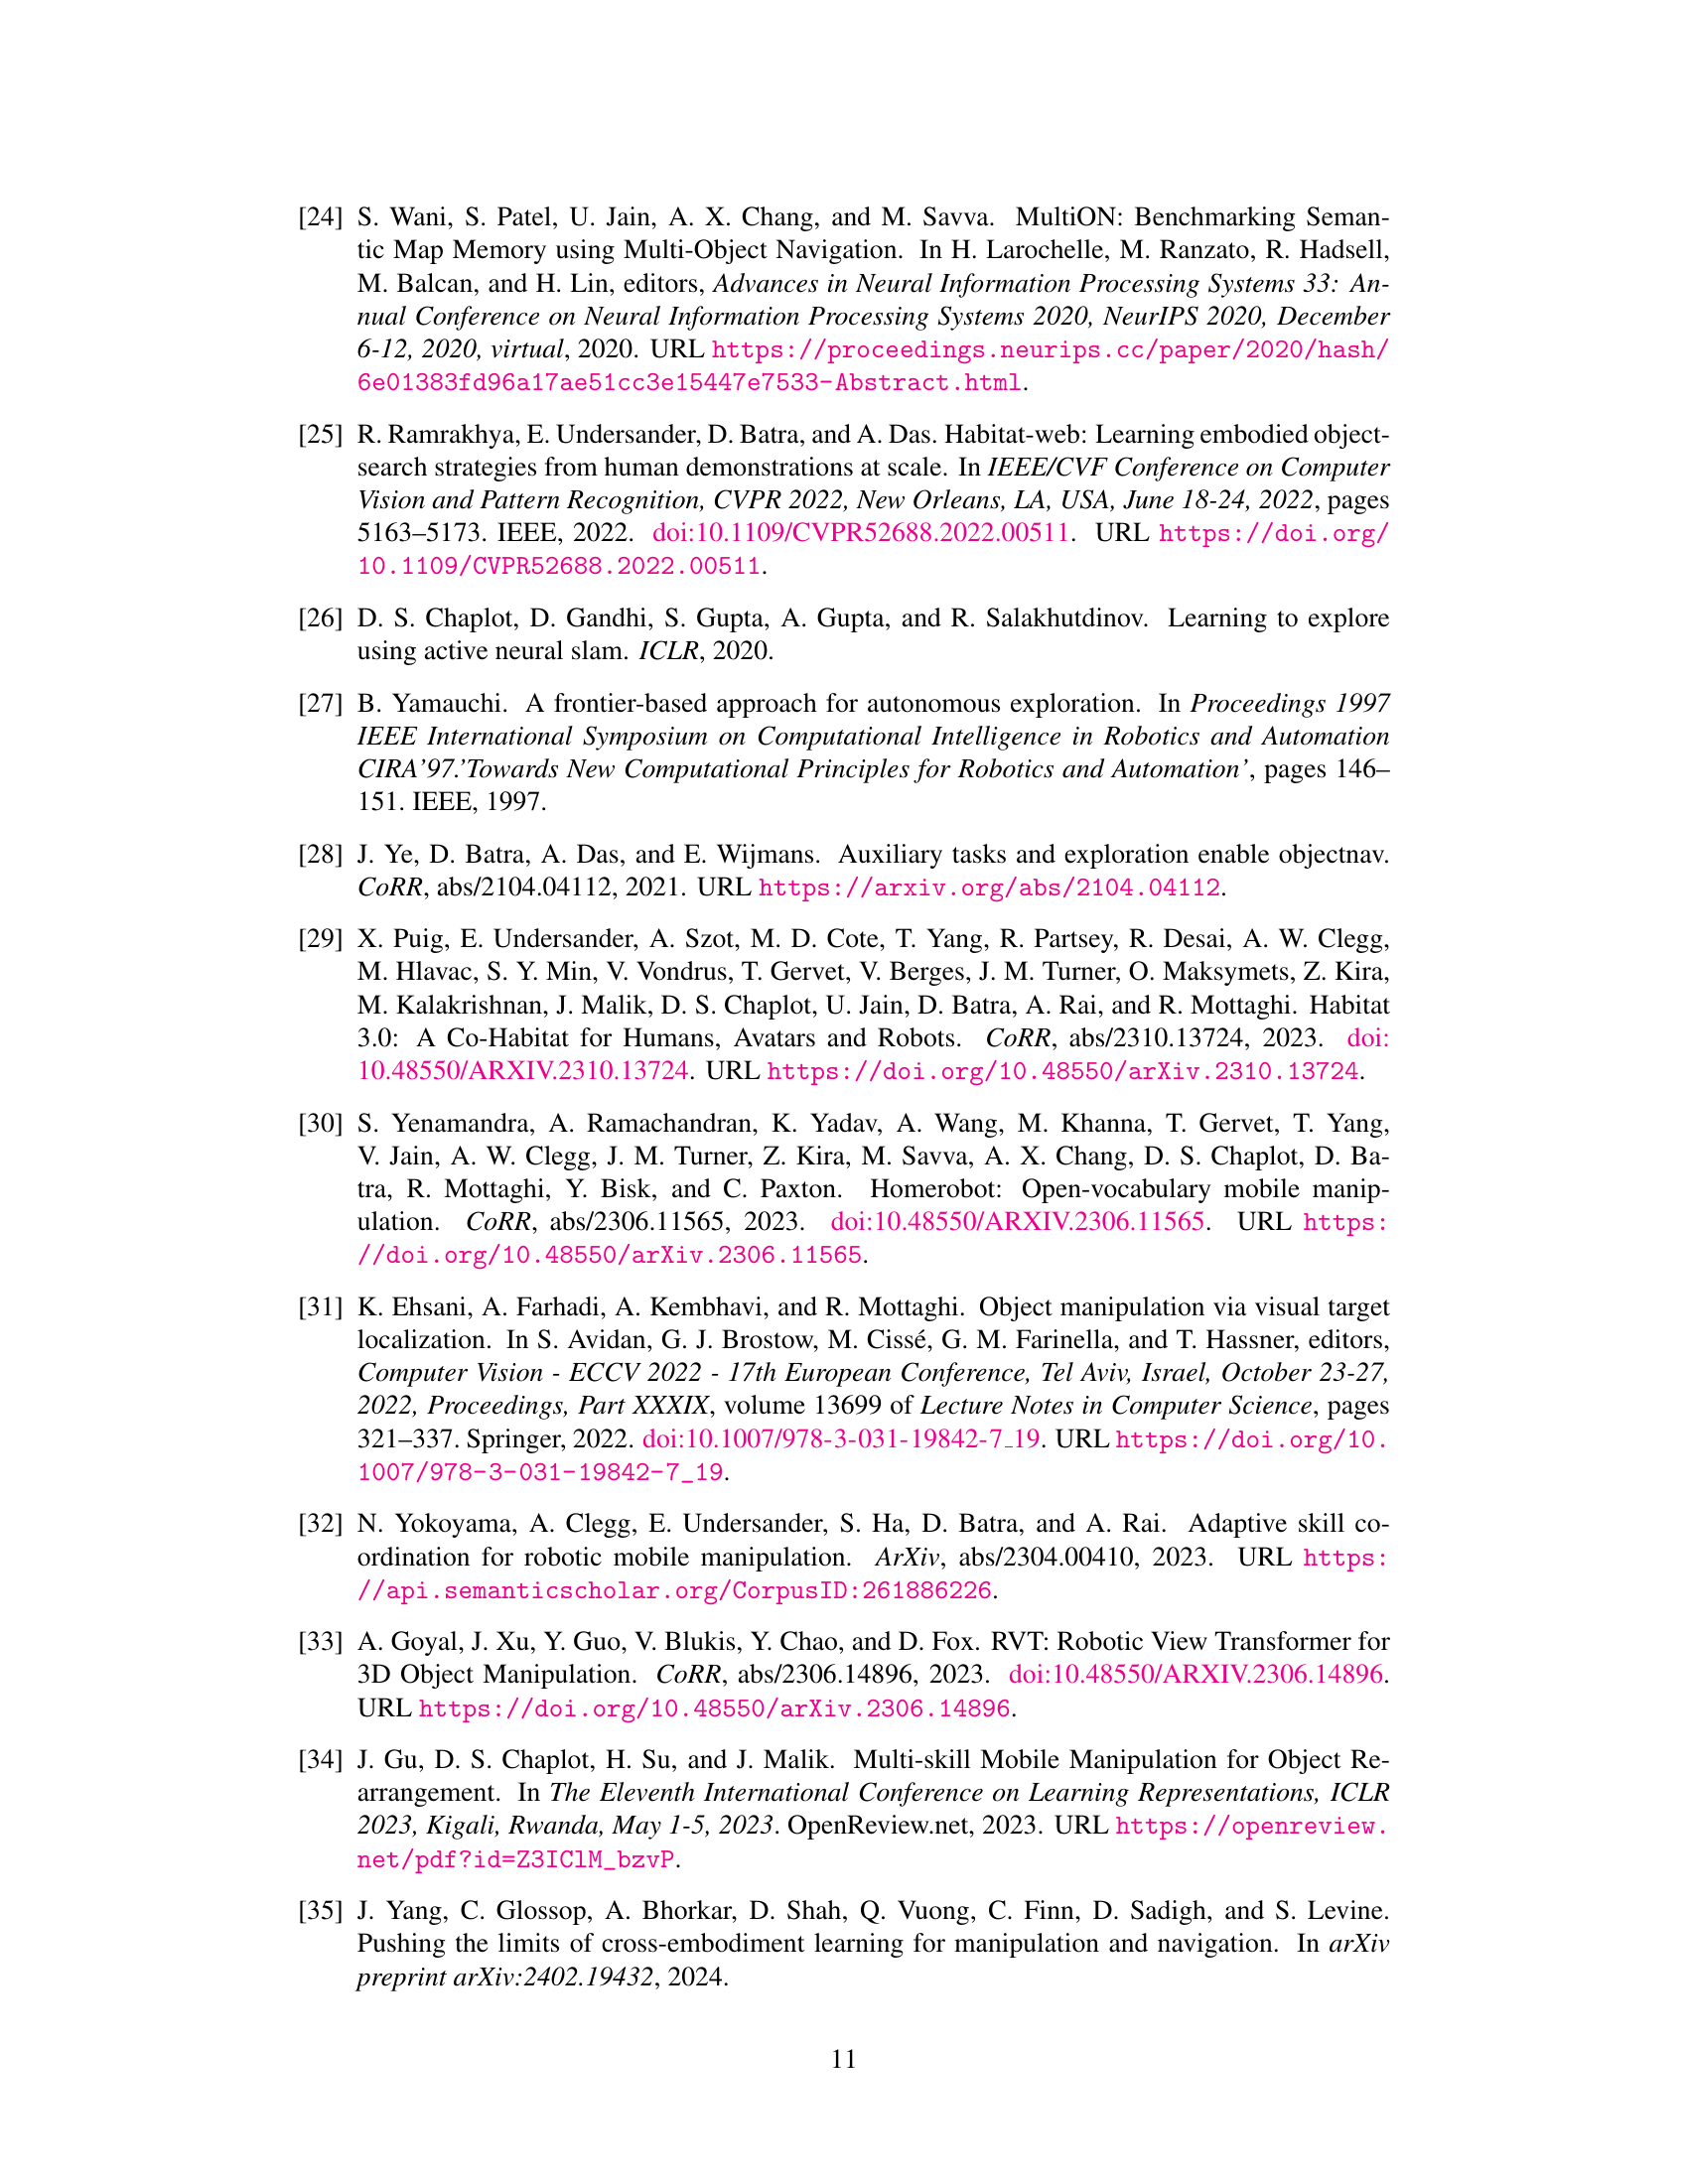 [24] S. Wani, S. Patel, U. Jain, A. X. Chang, and M. Savva. MultiON: Benchmarking Seman-
tic Map Memory using Multi-Object Navigation. In H. Larochelle, M. Ranzato, R. Hadsell,
M. Balcan, and H. Lin, editors, Advances in Neural Information Processing Systems 33: An-
nual Conference on Neural Information Processing Systems 2020, NeurIPS 2020, December
6-12, 2020, virtual, 2020. URL https://proceedings.neurips.cc/paper/2020/hash/
6e01383fd96a17ae51cc3e15447e7533-Abstract.html.
[25] R. Ramrakhya, E. Undersander, D. Batra, and A. Das. Habitat-web: Learning embodied object-
search strategies from human demonstrations at scale. In IEEE/CVF Conference on Computer
Vision and Pattern Recognition, CVPR 2022, New Orleans, LA, USA, June 18-24, 2022, pages
5163–5173. IEEE, 2022. doi:10.1109/CVPR52688.2022.00511. URL https://doi.org/
10.1109/CVPR52688.2022.00511.
[26] D. S. Chaplot, D. Gandhi, S. Gupta, A. Gupta, and R. Salakhutdinov. Learning to explore
using active neural slam. ICLR, 2020.
[27] B. Yamauchi. A frontier-based approach for autonomous exploration. In Proceedings 1997
IEEE International Symposium on Computational Intelligence in Robotics and Automation
CIRA’97.’Towards New Computational Principles for Robotics and Automation’, pages 146–
151. IEEE, 1997.
[28] J. Ye, D. Batra, A. Das, and E. Wijmans. Auxiliary tasks and exploration enable objectnav.
CoRR, abs/2104.04112, 2021. URL https://arxiv.org/abs/2104.04112.
[29] X. Puig, E. Undersander, A. Szot, M. D. Cote, T. Yang, R. Partsey, R. Desai, A. W. Clegg,
M. Hlavac, S. Y. Min, V. Vondrus, T. Gervet, V. Berges, J. M. Turner, O. Maksymets, Z. Kira,
M. Kalakrishnan, J. Malik, D. S. Chaplot, U. Jain, D. Batra, A. Rai, and R. Mottaghi. Habitat
3.0: A Co-Habitat for Humans, Avatars and Robots. CoRR, abs/2310.13724, 2023. doi:
10.48550/ARXIV.2310.13724. URL https://doi.org/10.48550/arXiv.2310.13724.
[30] S. Yenamandra, A. Ramachandran, K. Yadav, A. Wang, M. Khanna, T. Gervet, T. Yang,
V. Jain, A. W. Clegg, J. M. Turner, Z. Kira, M. Savva, A. X. Chang, D. S. Chaplot, D. Ba-
tra, R. Mottaghi, Y. Bisk, and C. Paxton. Homerobot: Open-vocabulary mobile manip-
ulation. CoRR, abs/2306.11565, 2023. doi:10.48550/ARXIV.2306.11565. URL https:
//doi.org/10.48550/arXiv.2306.11565.
[31] K. Ehsani, A. Farhadi, A. Kembhavi, and R. Mottaghi. Object manipulation via visual target
localization. In S. Avidan, G. J. Brostow, M. Cissé, G. M. Farinella, and T. Hassner, editors,
Computer Vision - ECCV 2022 - 17th European Conference, Tel Aviv, Israel, October 23-27,
2022, Proceedings, Part XXXIX, volume 13699 of Lecture Notes in Computer Science, pages
321–337. Springer, 2022. doi:10.1007/978-3-031-19842-7_19. URL https://doi.org/10.
1007/978-3-031-19842-7_19.
[32] N. Yokoyama, A. Clegg, E. Undersander, S. Ha, D. Batra, and A. Rai. Adaptive skill co-
ordination for robotic mobile manipulation. ArXiv, abs/2304.00410, 2023. URL https:
//api.semanticscholar.org/CorpusID:261886226.
[33] A. Goyal, J. Xu, Y. Guo, V. Blukis, Y. Chao, and D. Fox. RVT: Robotic View Transformer for
3D Object Manipulation. CoRR, abs/2306.14896, 2023. doi:10.48550/ARXIV.2306.14896.
URL https://doi.org/10.48550/arXiv.2306.14896.
[34] J. Gu, D. S. Chaplot, H. Su, and J. Malik. Multi-skill Mobile Manipulation for Object Re-
arrangement. In The Eleventh International Conference on Learning Representations, ICLR
2023, Kigali, Rwanda, May 1-5, 2023. OpenReview.net, 2023. URL https://openreview.
net/pdf?id=Z3IClM_bzvP.
[35] J. Yang, C. Glossop, A. Bhorkar, D. Shah, Q. Vuong, C. Finn, D. Sadigh, and S. Levine.
Pushing the limits of cross-embodiment learning for manipulation and navigation. In arXiv
preprint arXiv:2402.19432, 2024.
11